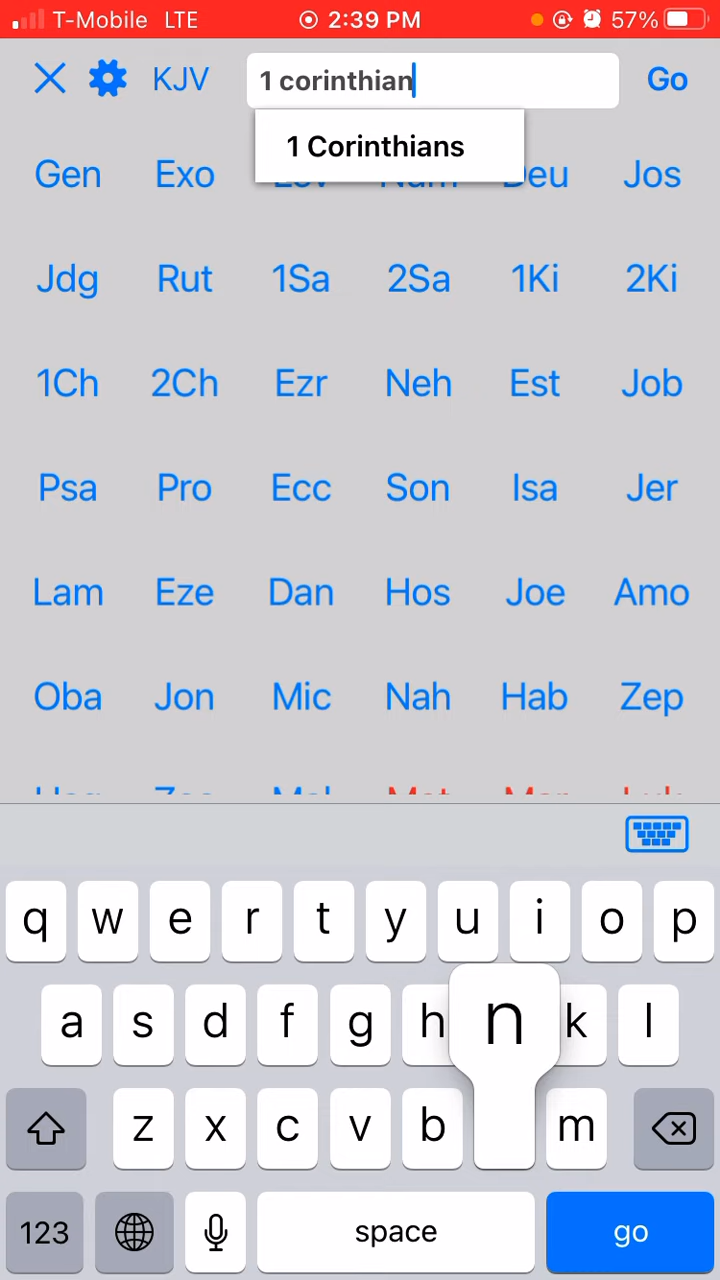 T-Mobile LTE 2:39 PM 57%
KJV 1 corinthian Go
1 Corinthians
Gen Exo Deu Jos
Jdg Rut 1Sa 2Sa 1Ki 2Ki
1Ch 2Ch Ezr Neh Est Job
Psa Pro Ecc Son Isa Jer
Lam Eze Dan Hos Joe Amo
Oba Jon Mic Nah Hab Zep
q w e r t y u i o p
a s d f g h n k l
z x c v b m
123 space go